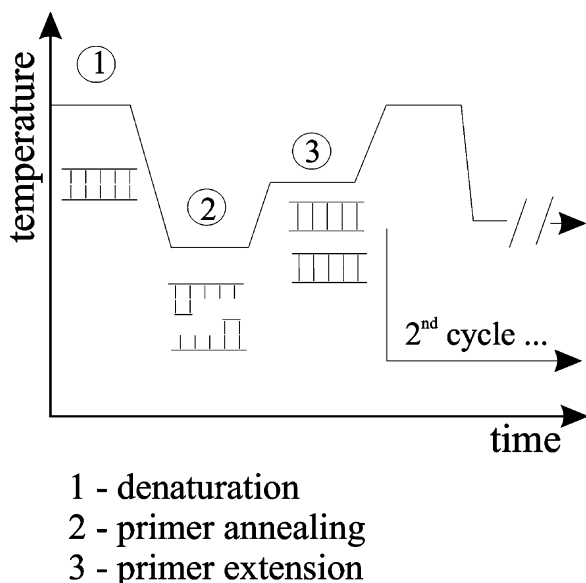 temperature
1
2
3
2nd cycle ...
time
1 - denaturation
2 - primer annealing
3 - primer extension